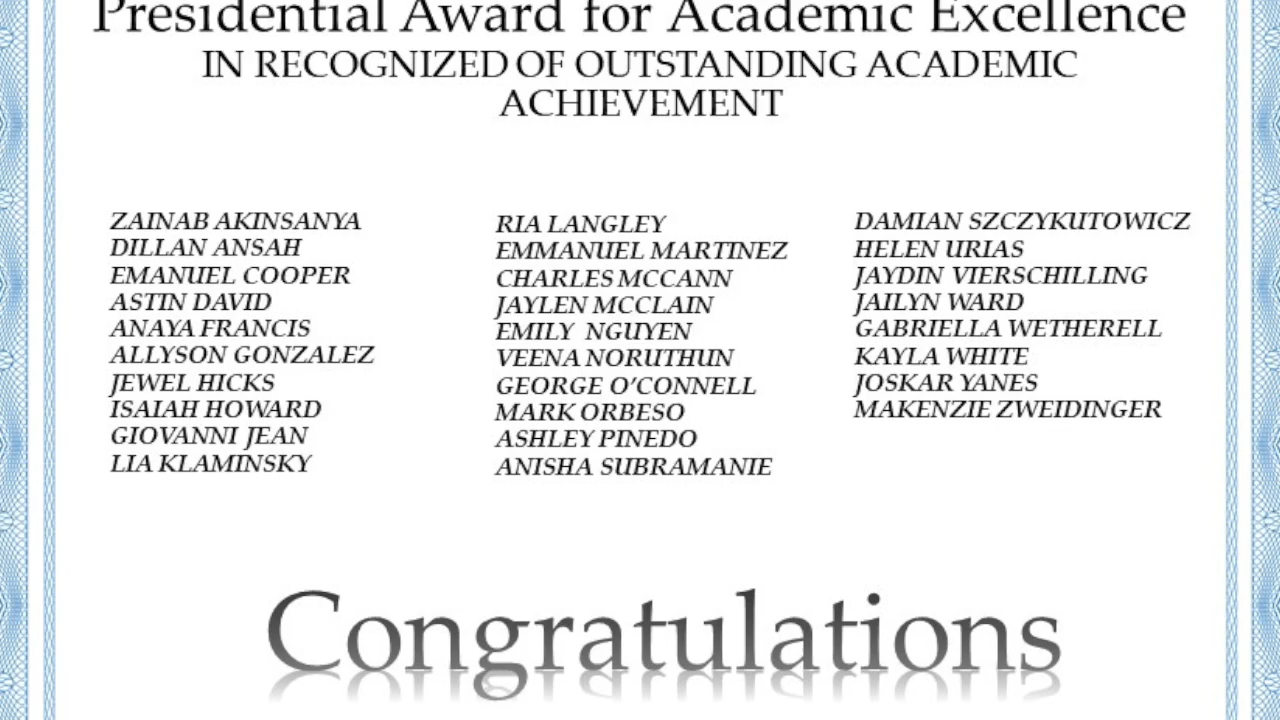 Presidential Award for Academic Excellence
IN RECOGNIZED OF OUTSTANDING ACADEMIC
ACHIEVEMENT
ZAINAB AKINSANYA
DILLAN ANSAH
EMANUEL COOPER
ASTIN DAVID
ANAYA FRANCIS
ALLYSON GONZALEZ
JEWEL HICKS
ISAIAH HOWARD
GIOVANNI JEAN
LIA KLAMINSKY
RIA LANGLEY
EMMANUEL MARTINEZ
CHARLES MCCANN
JAYLEN MCCLAIN
EMILY NGUYEN
VEENA NORUTHUN
GEORGE O’CONNELL
MARK ORBESO
ASHLEY PINEDO
ANISHA SUBRAMANIE
DAMIAN SZCZYKUTOWICZ
HELEN URIAS
JAYDIN VIERSCHILLING
JAILYN WARD
GABRIELLA WETHERELL
KAYLA WHITE
JOSKAR YANES
MAKENZIE ZWEIDINGER
Congratulations